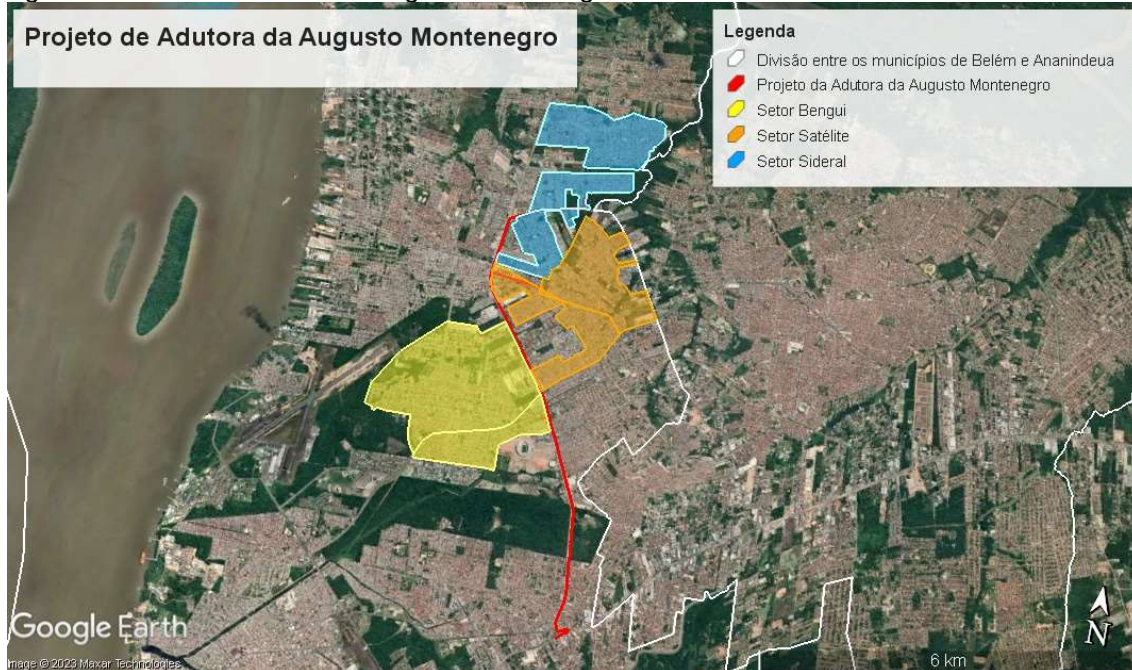 Projeto de Adutora da Augusto Montenegro
Legenda
Divisão entre os municípios de Belém e Ananindeua
Projeto da Adutora da Augusto Montenegro
Setor Bengui
Setor Satélite
Setor Sideral
Google Earth
Image © 2023 Maxar Technologies
6 km
N